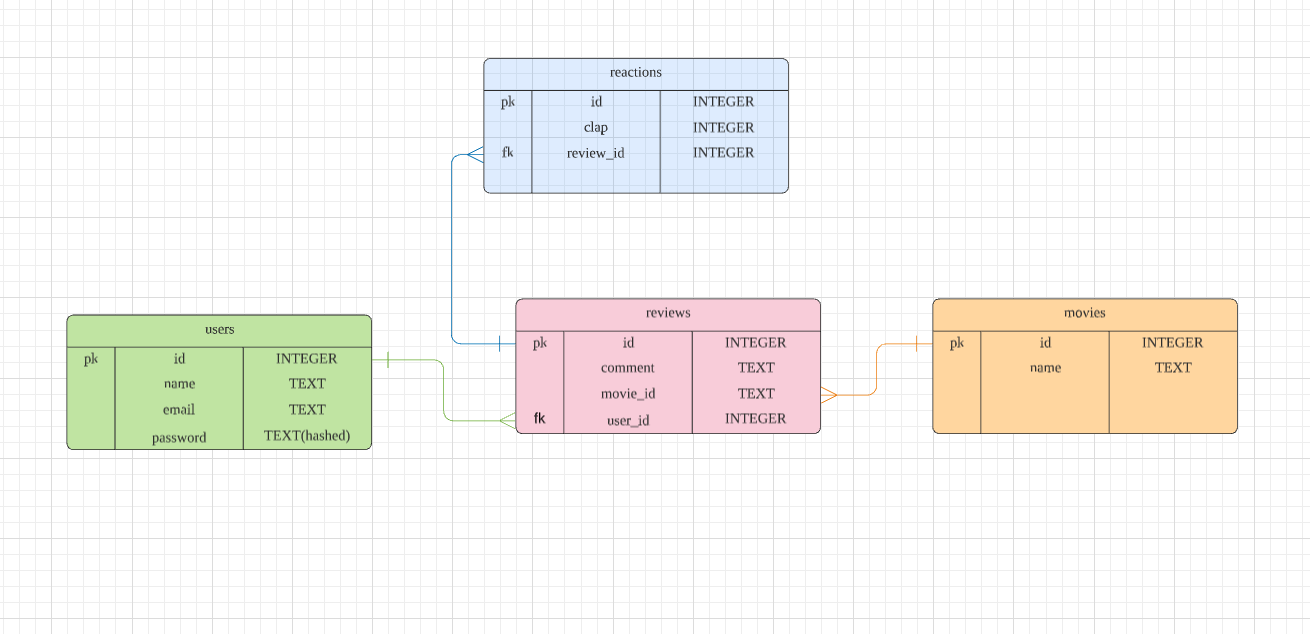 reactions
pk id INTEGER
clap INTEGER
fk review_id INTEGER
users
pk id INTEGER
name TEXT
email TEXT
password TEXT(hashed)
reviews
pk id INTEGER
comment TEXT
movie_id TEXT
fk user_id INTEGER
movies
pk id INTEGER
name TEXT